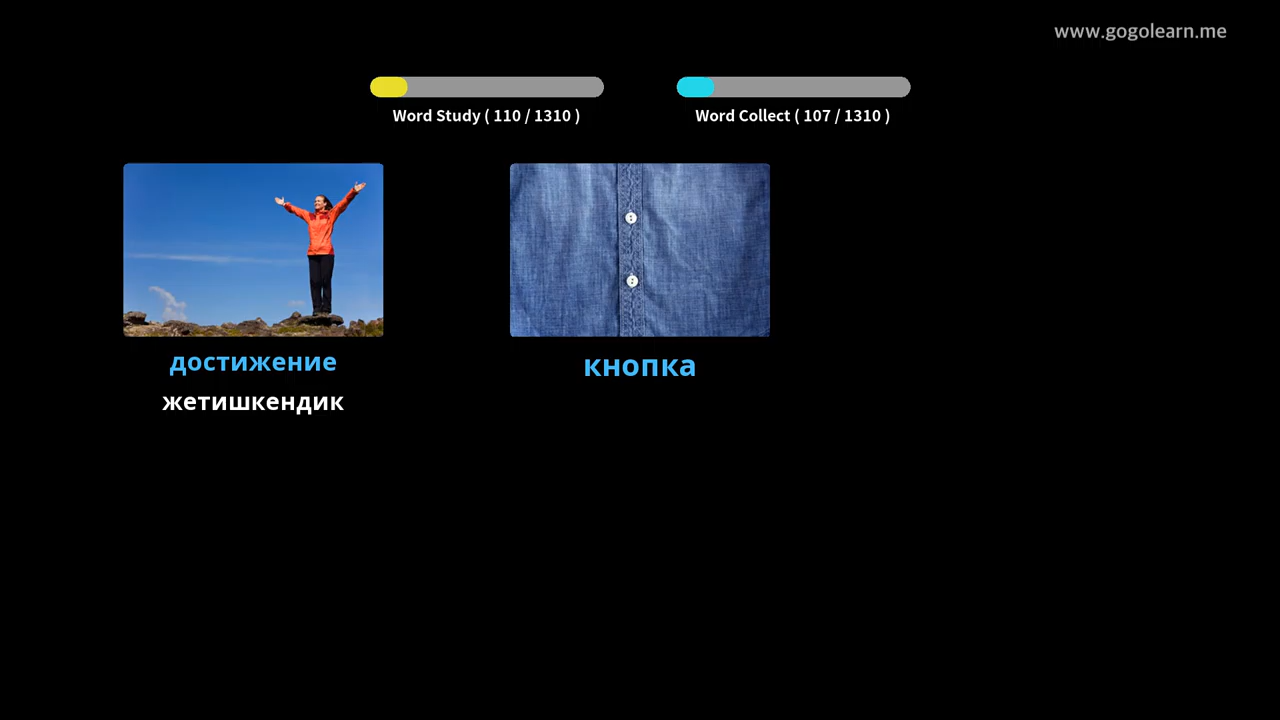 www.gogolearn.me
Word Study ( 110 / 1310 )
Word Collect ( 107 / 1310 )
достижение
жетишкендик
кнопка